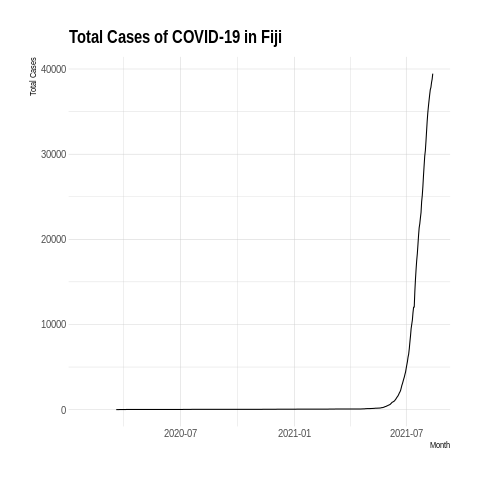 Total Cases of COVID-19 in Fiji
Total Cases
40000
30000
20000
10000
0
2020-07
2021-01
2021-07
Month